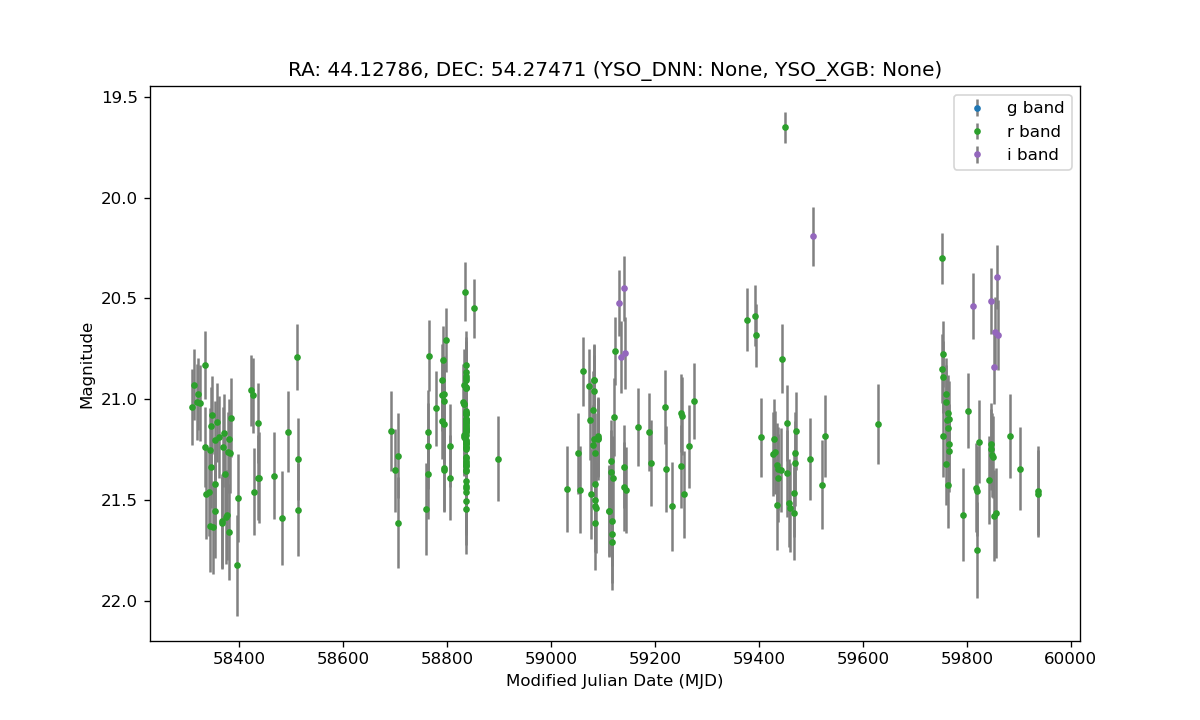 RA: 44.12786, DEC: 54.27471 (YSO_DNN: None, YSO_XGB: None)
g band
r band
i band
19.5
20.0
20.5
21.0
21.5
22.0
Magnitude
58400 58600 58800 59000 59200 59400 59600 59800 60000
Modified Julian Date (MJD)